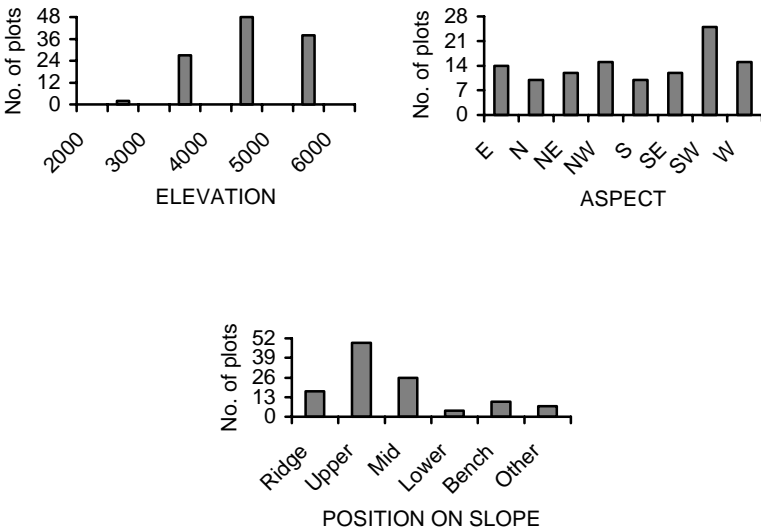 No. of plots
48
36
24
12
0
2000
3000
4000
5000
6000
ELEVATION
No. of plots
28
21
14
7
0
E
N
NE
NW
S
SE
SW
W
ASPECT
No. of plots
52
39
26
13
0
Ridge
Upper
Mid
Lower
Bench
Other
POSITION ON SLOPE